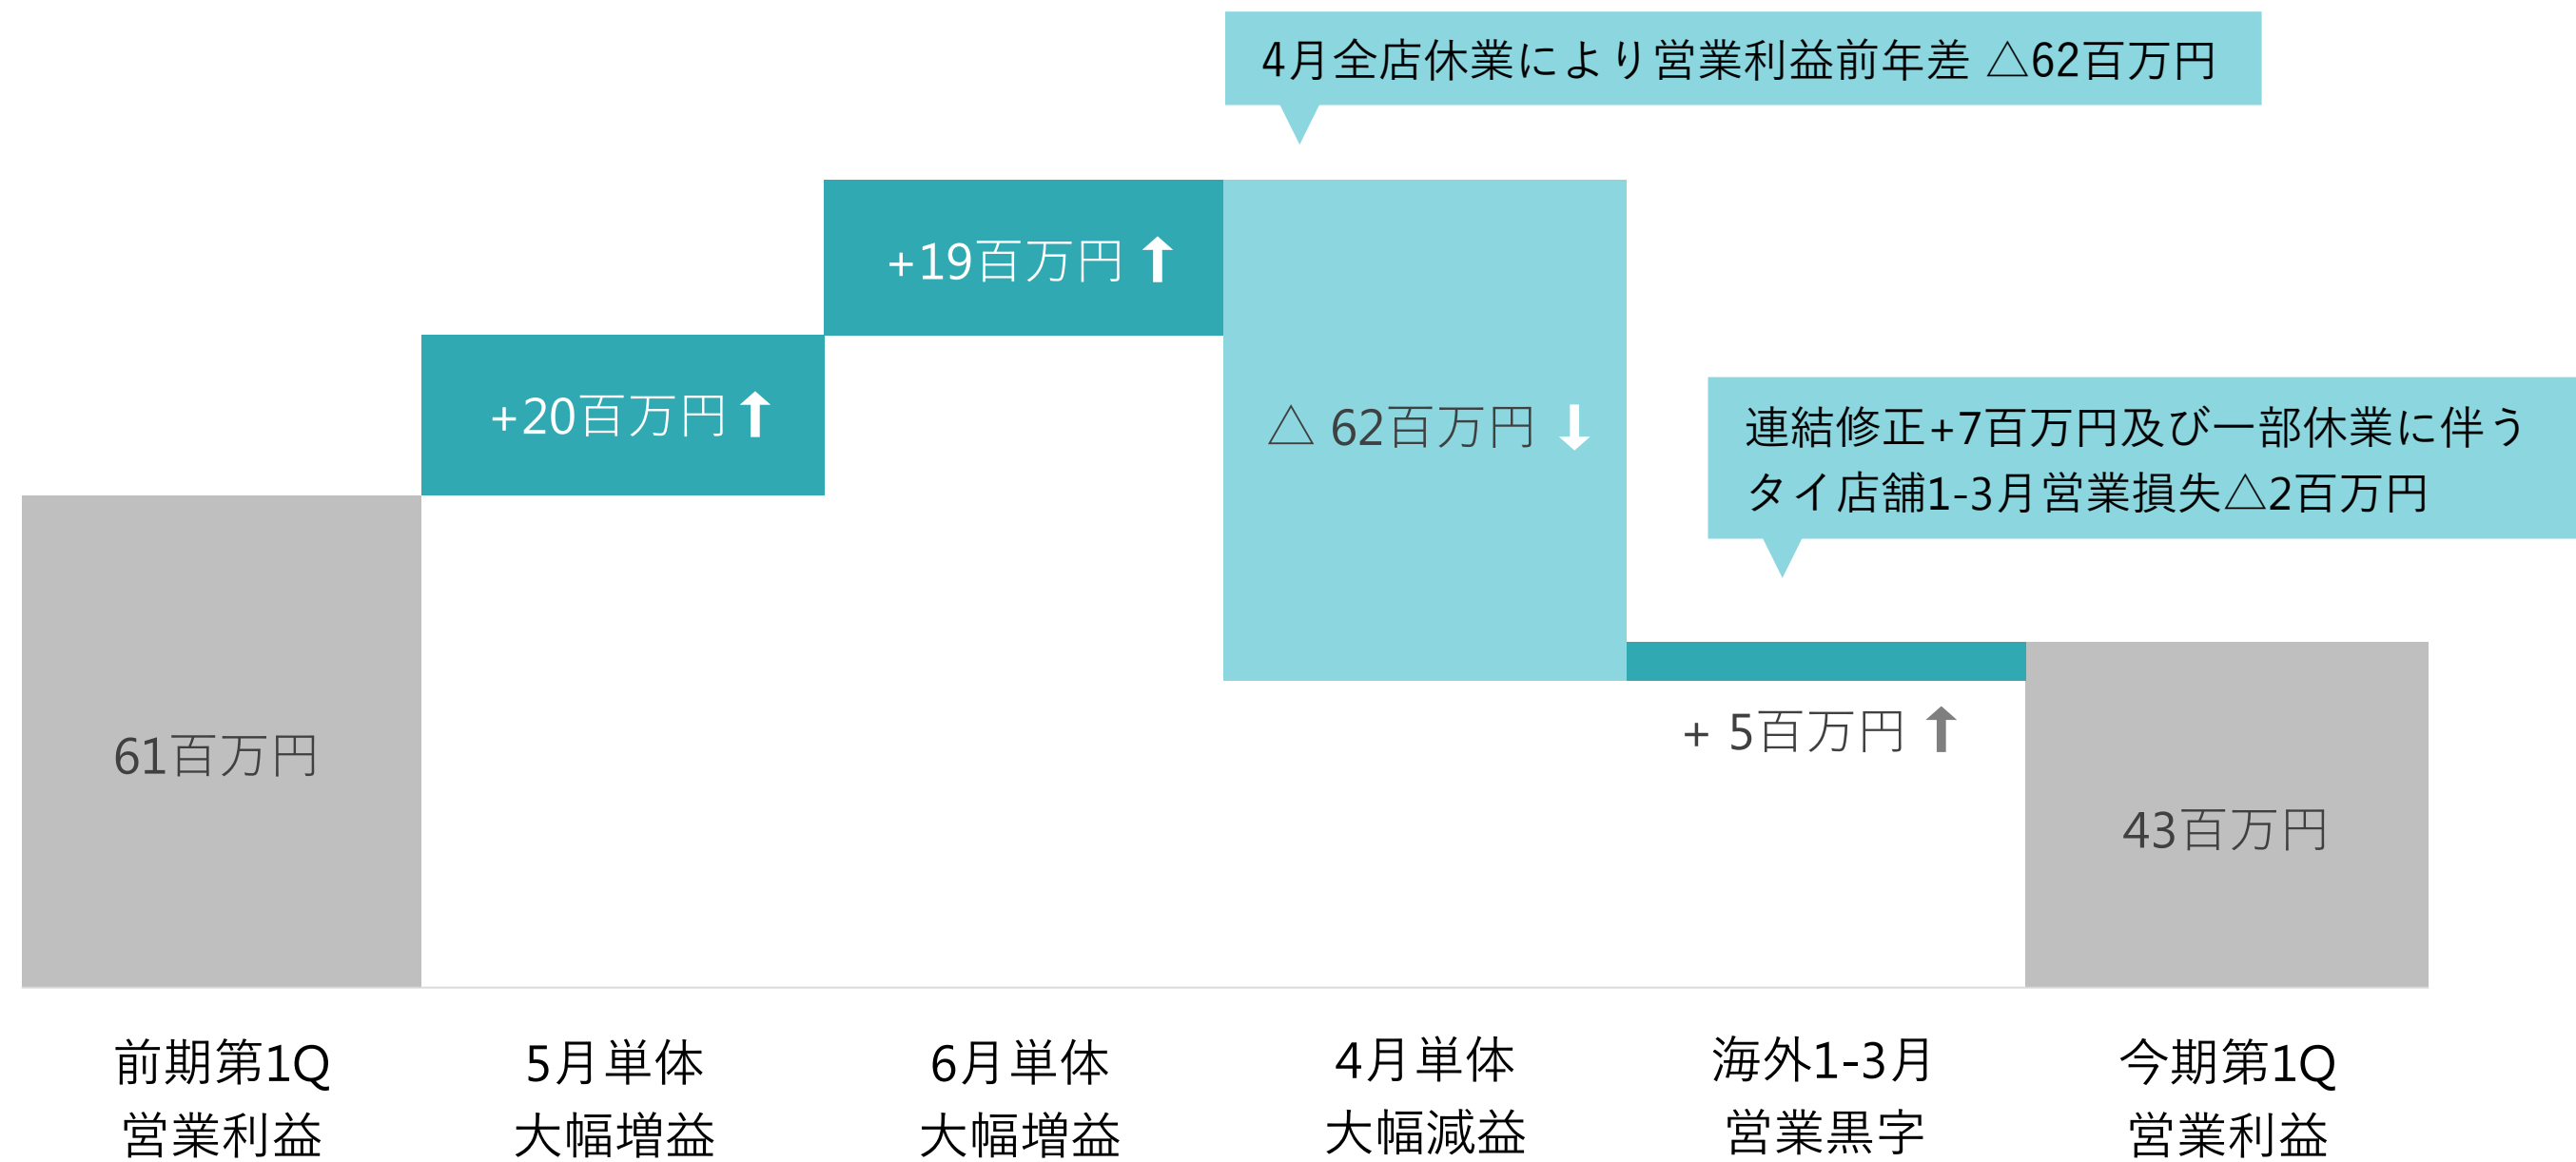 4月全店休業により営業利益前年差 △62百万円
+19百万円
+20百万円
△ 62百万円
連結修正+7百万円及び一部休業に伴う
タイ店舗1-3月営業損失△2百万円
61百万円
+ 5百万円
43百万円
前期第1Q
営業利益
5月単体
大幅増益
6月単体
大幅増益
4月単体
大幅減益
海外1-3月
営業黒字
今期第1Q
営業利益